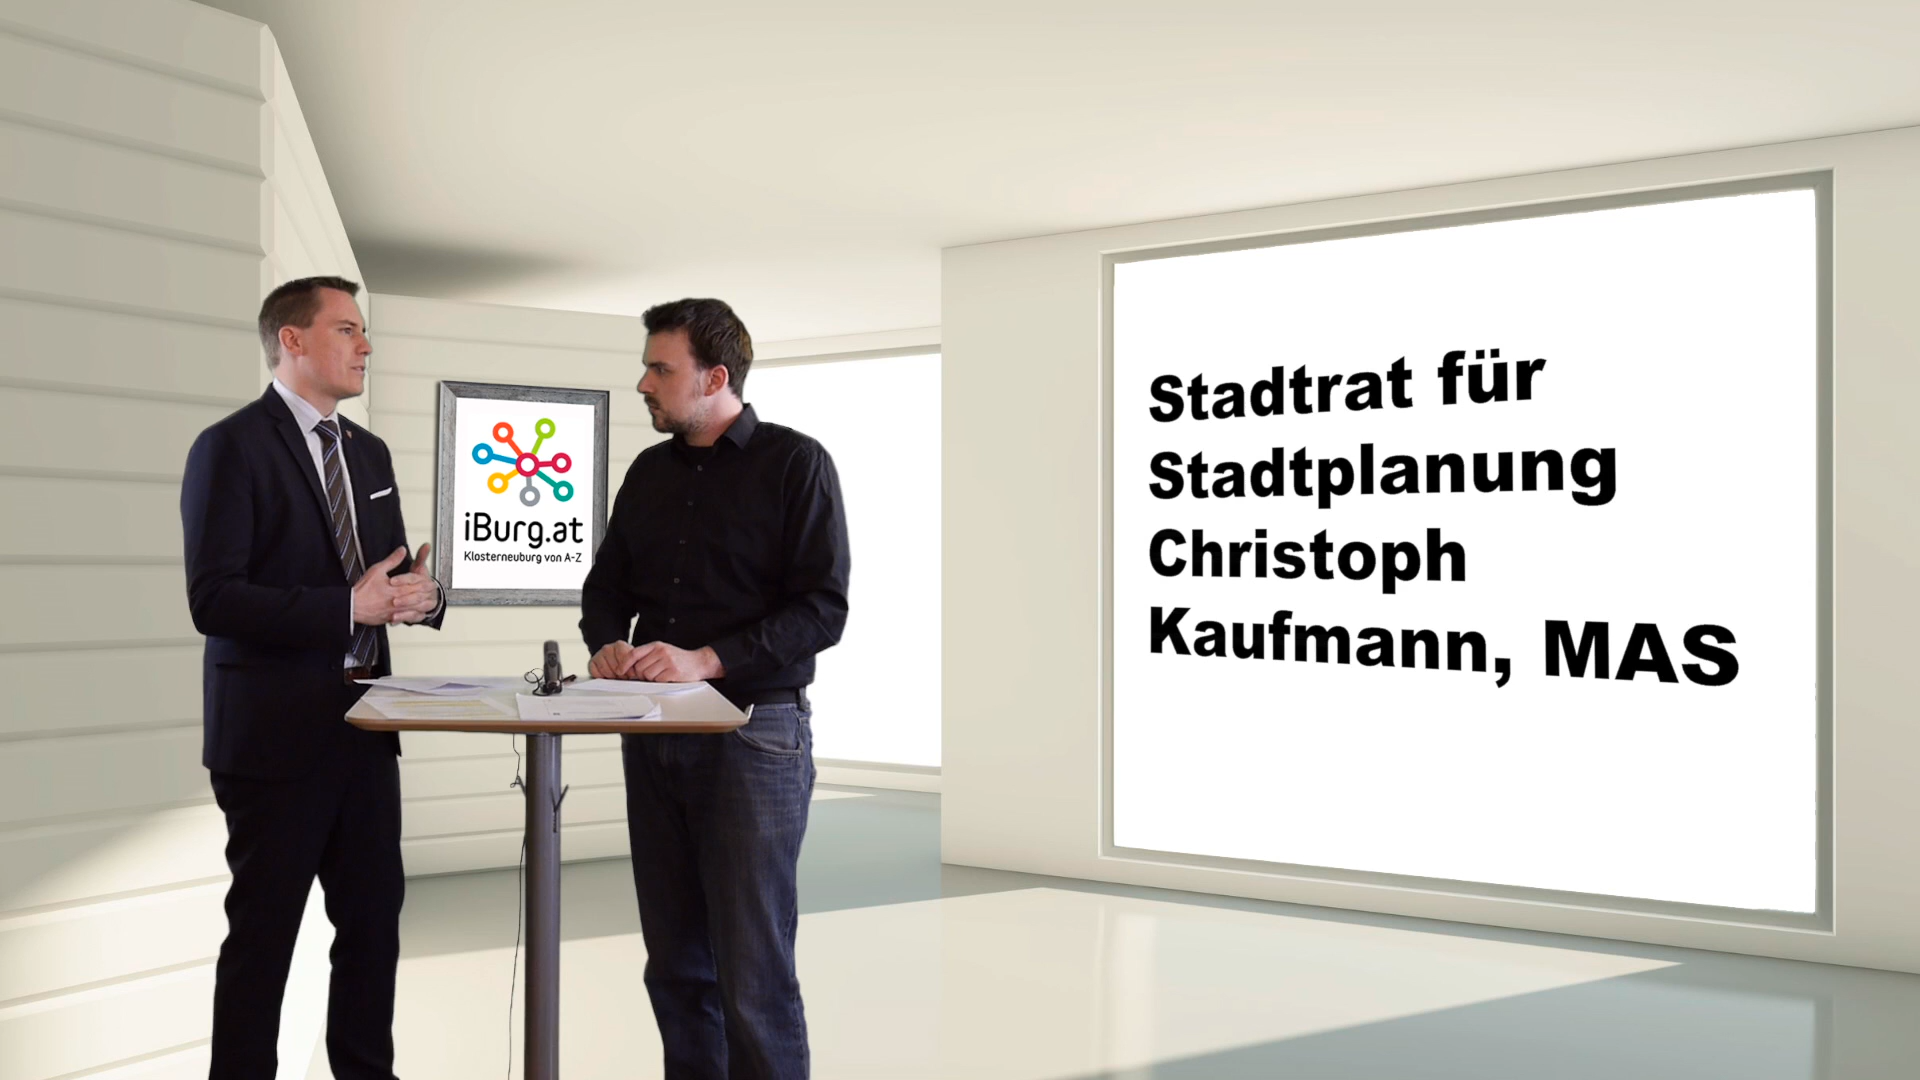 iBurg.at
Klosterneuburg von A-Z
Stadtrat für
Stadtplanung
Christoph
Kaufmann, MAS